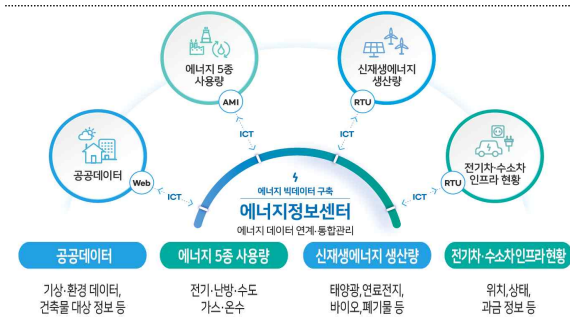 에너지 5종
사용량
AMI
신재생에너지
생산량
RTU
ICT
ICT
공공데이터
Web
ICT
전기차·수소차
인프라 현황
RTU
ICT
에너지 빅데이터 구축
에너지정보센터
에너지 데이터 연계·통합관리
공공데이터
기상·환경 데이터,
건축물 대상 정보 등
에너지 5종 사용량
전기·난방·수도
가스·온수
신재생에너지 생산량
태양광,연료전지,
바이오,폐기물 등
전기차·수소차인프라현황
위치,상태,
과금 정보 등